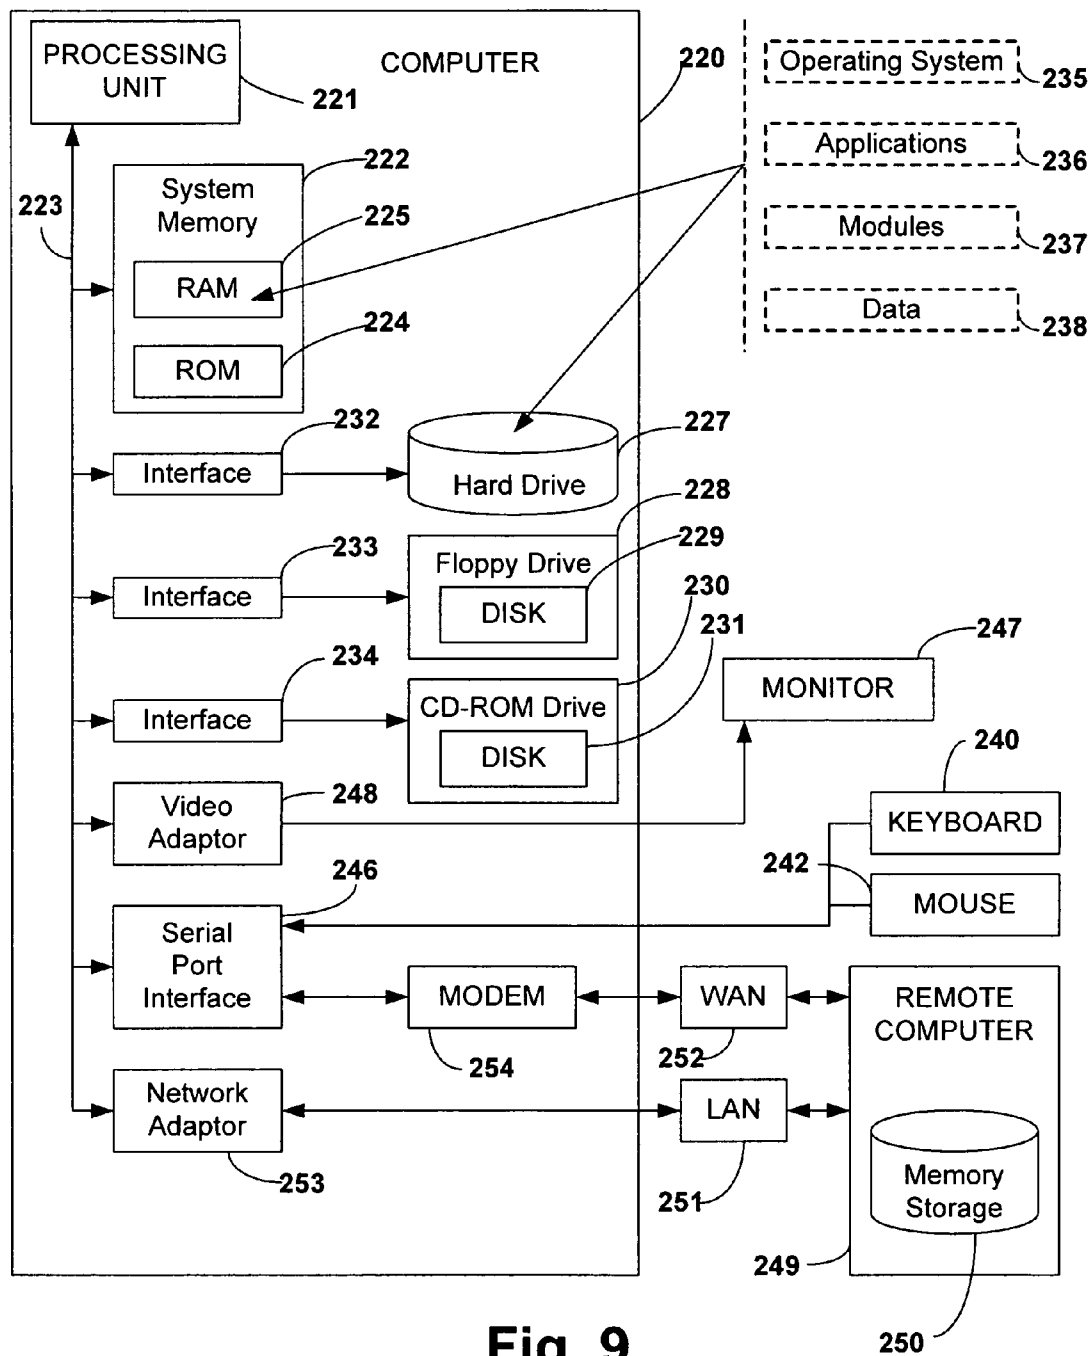 PROCESSING
UNIT
COMPUTER
220
221
Operating System
235
Applications
236
Modules
237
Data
238
222
223
System
Memory
225
RAM
224
ROM
232
Interface
227
Hard Drive
228
233
Interface
Floppy Drive
229
DISK
230
234
Interface
CD-ROM Drive
231
DISK
247
MONITOR
248
Video
Adaptor
240
KEYBOARD
242
MOUSE
246
Serial
Port
Interface
MODEM
254
WAN
252
REMOTE
COMPUTER
Network
Adaptor
253
LAN
251
Memory
Storage
249
250
Fig. 9